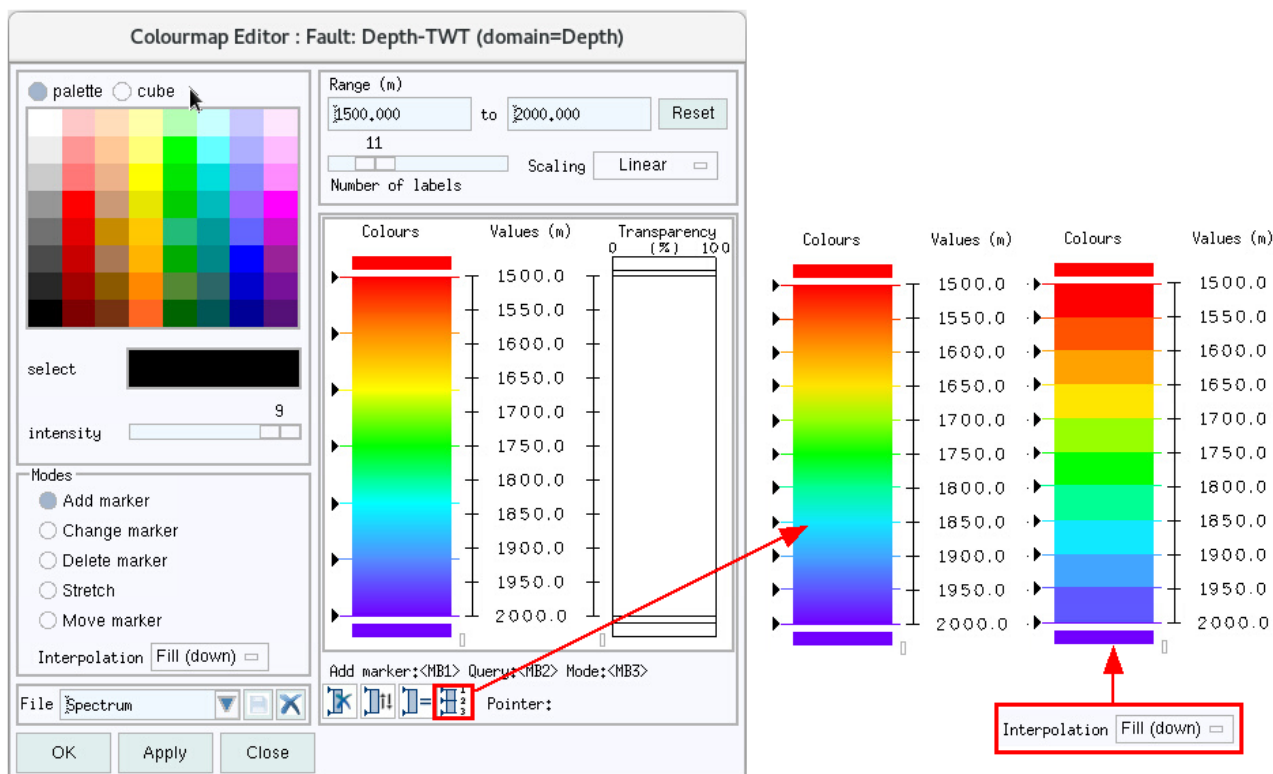 Colourmap Editor : Fault: Depth-TWT (domain=Depth)
palette cube
select
9
intensity
Modes
Add marker
Change marker
Delete marker
Stretch
Move marker
Interpolation Fill (down)
File Spectrum
OK Apply Close
Range (m)
1500.000 to 2000.000 Reset
11
Scaling Linear
Number of labels
Colours Values (m) Transparency
0 (%) 100
1500.0
1550.0
1600.0
1650.0
1700.0
1750.0
1800.0
1850.0
1900.0
1950.0
2000.0
Add marker:<MB1> Query:<MB2> Mode:<MB3>
1
2
3
Pointer:
Colours Values (m)
1500.0
1550.0
1600.0
1650.0
1700.0
1750.0
1800.0
1850.0
1900.0
1950.0
2000.0
Colours Values (m)
1500.0
1550.0
1600.0
1650.0
1700.0
1750.0
1800.0
1850.0
1900.0
1950.0
2000.0
Interpolation Fill (down)